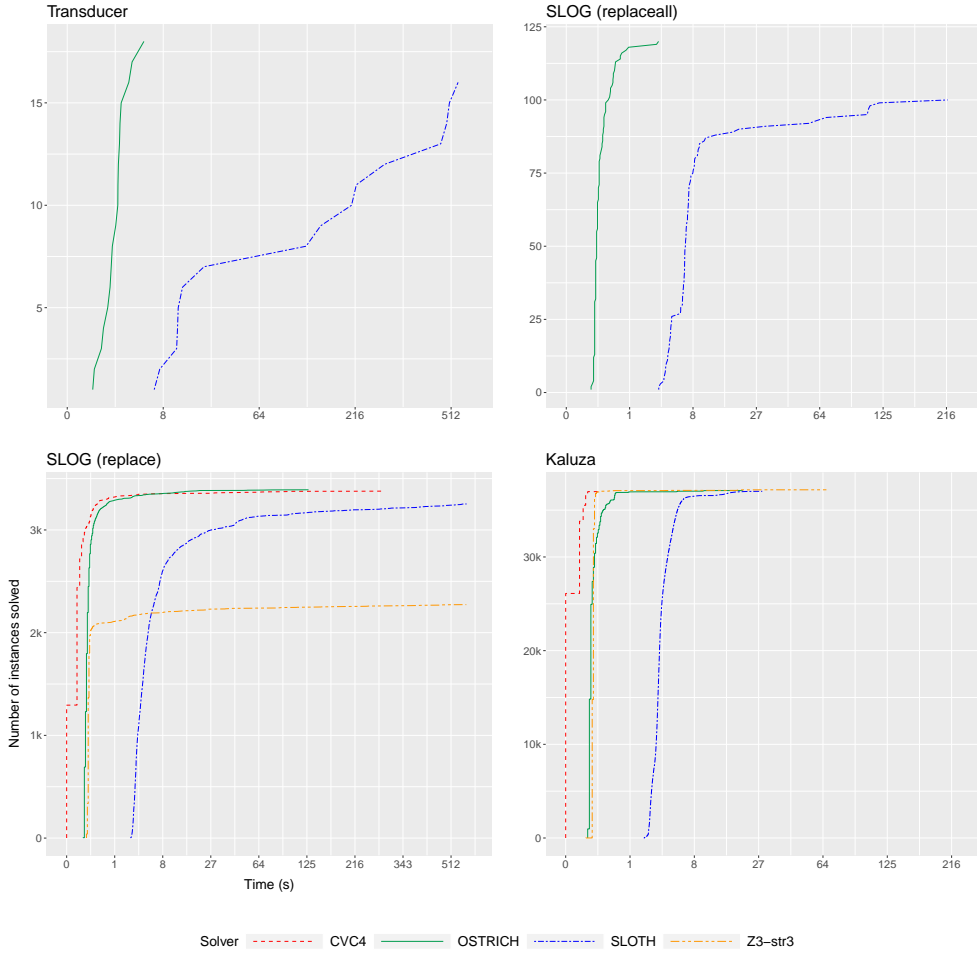 Transducer
15
10
5
0 8 64 216 512
SLOG (replaceall)
125
100
75
50
25
0
0 1 8 27 64 125 216
SLOG (replace)
3k
2k
1k
0
0 1 8 27 64 125 216 343 512
Number of instances solved
Time (s)
Kaluza
30k
20k
10k
0
0 1 8 27 64 125 216
Solver CVC4 OSTRICH SLOTH Z3−str3